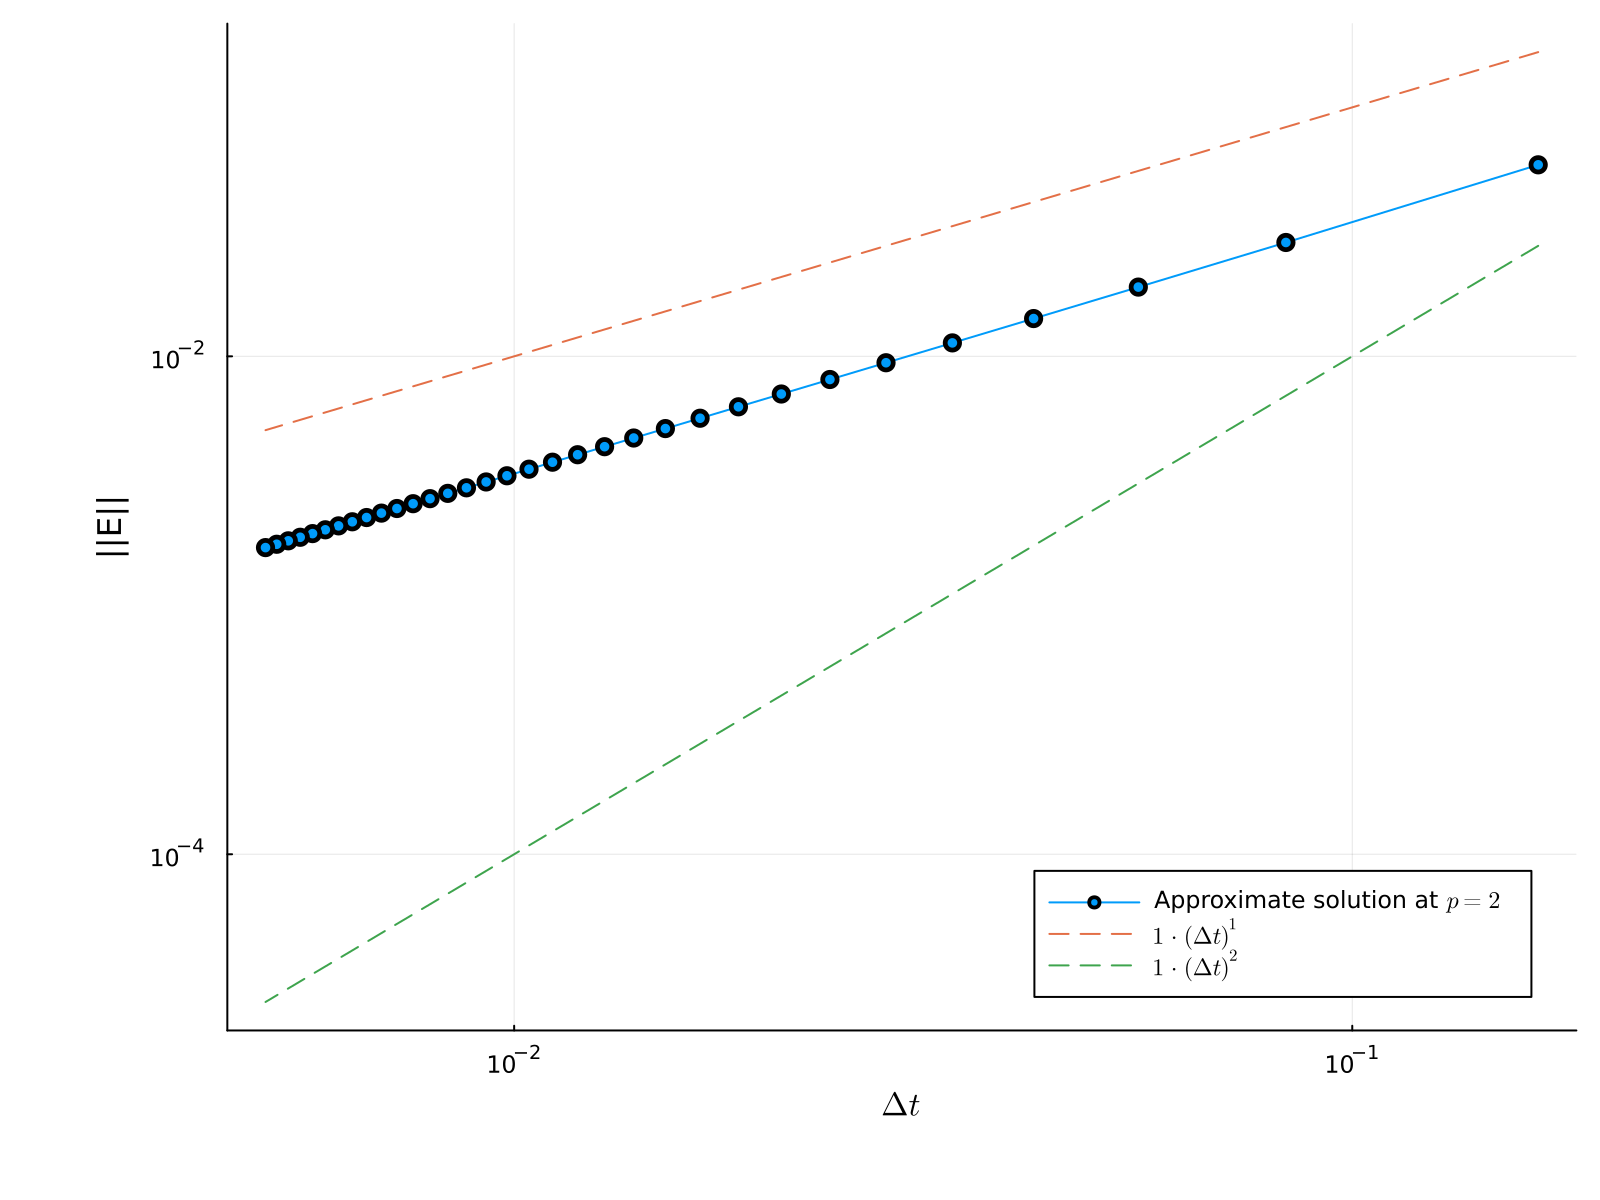 ||E||
10⁻²
10⁻⁴
10⁻²
10⁻¹
Δt
Approximate solution at p = 2
1 · (Δt)¹
1 · (Δt)²